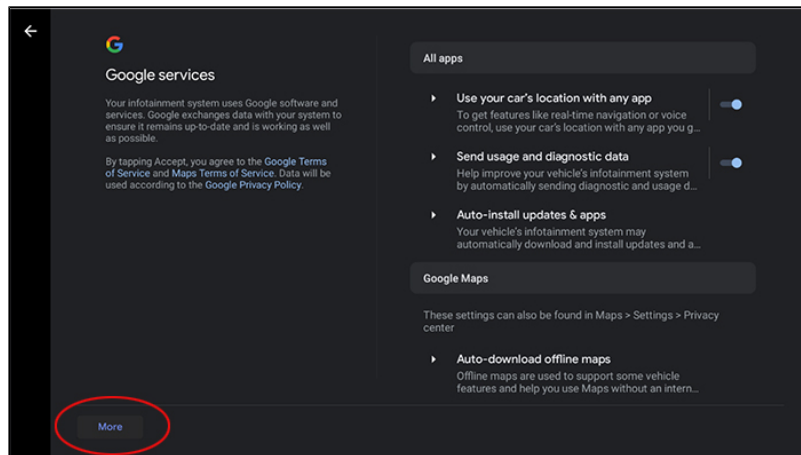 Google services
Your infotainment system uses Google software and
services. Google exchanges data with your system to
ensure it remains up-to-date and is working as well
as possible.
By tapping Accept, you agree to the Google Terms
of Service and Maps Terms of Service. Data will be
used according to the Google Privacy Policy.
All apps
Use your car's location with any app
To get features like real-time navigation or voice
control, use your car's location with any app you g...
Send usage and diagnostic data
Help improve your vehicle's infotainment system
by automatically sending diagnostic and usage d...
Auto-install updates & apps
Your vehicle's infotainment system may
automatically download and install updates and a...
Google Maps
These settings can also be found in Maps > Settings > Privacy
center
Auto-download offline maps
Offline maps are used to support some vehicle
features and help you use Maps without an intern...
More